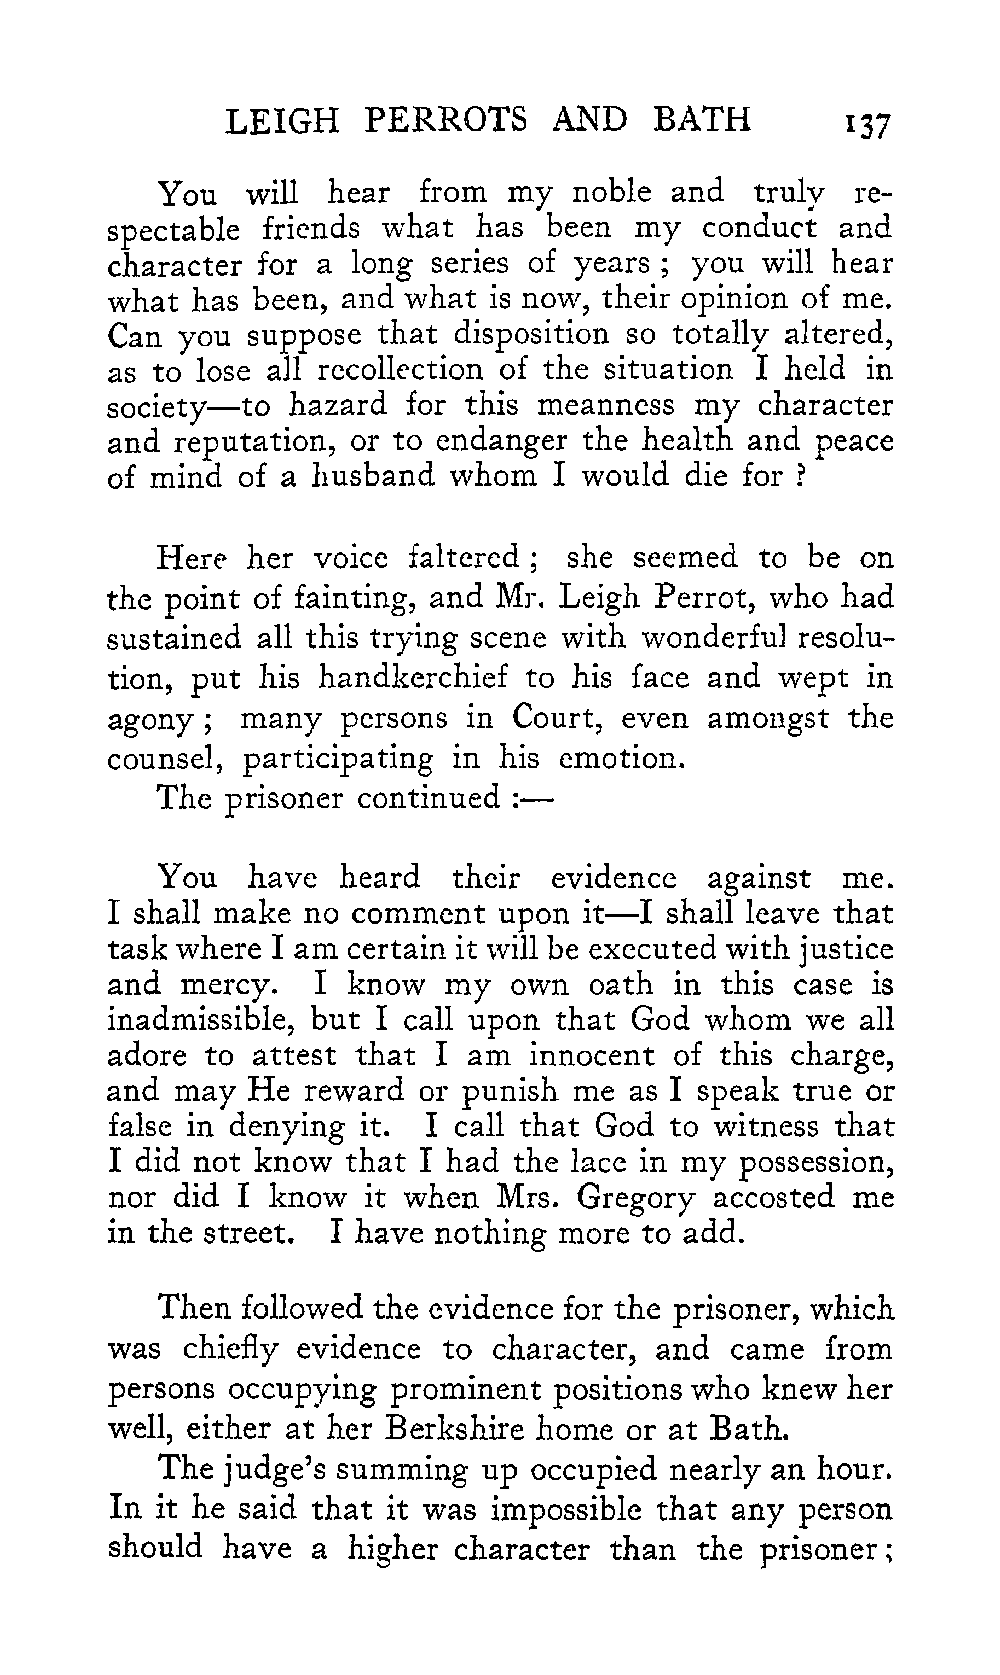 LEIGH PERROTS AND BATH 137
You will hear from my noble and truly re-
spectable friends what has been my conduct and
character for a long series of years ; you will hear
what has been, and what is now, their opinion of me.
Can you suppose that disposition so totally altered,
as to lose all recollection of the situation I held in
society—to hazard for this meanness my character
and reputation, or to endanger the health and peace
of mind of a husband whom I would die for ?
Here her voice faltered ; she seemed to be on
the point of fainting, and Mr. Leigh Perrot, who had
sustained all this trying scene with wonderful resolu-
tion, put his handkerchief to his face and wept in
agony ; many persons in Court, even amongst the
counsel, participating in his emotion.
The prisoner continued :—
You have heard their evidence against me.
I shall make no comment upon it—I shall leave that
task where I am certain it will be executed with justice
and mercy. I know my own oath in this case is
inadmissible, but I call upon that God whom we all
adore to attest that I am innocent of this charge,
and may He reward or punish me as I speak true or
false in denying it. I call that God to witness that
I did not know that I had the lace in my possession,
nor did I know it when Mrs. Gregory accosted me
in the street. I have nothing more to add.
Then followed the evidence for the prisoner, which
was chiefly evidence to character, and came from
persons occupying prominent positions who knew her
well, either at her Berkshire home or at Bath.
The judge's summing up occupied nearly an hour.
In it he said that it was impossible that any person
should have a higher character than the prisoner ;